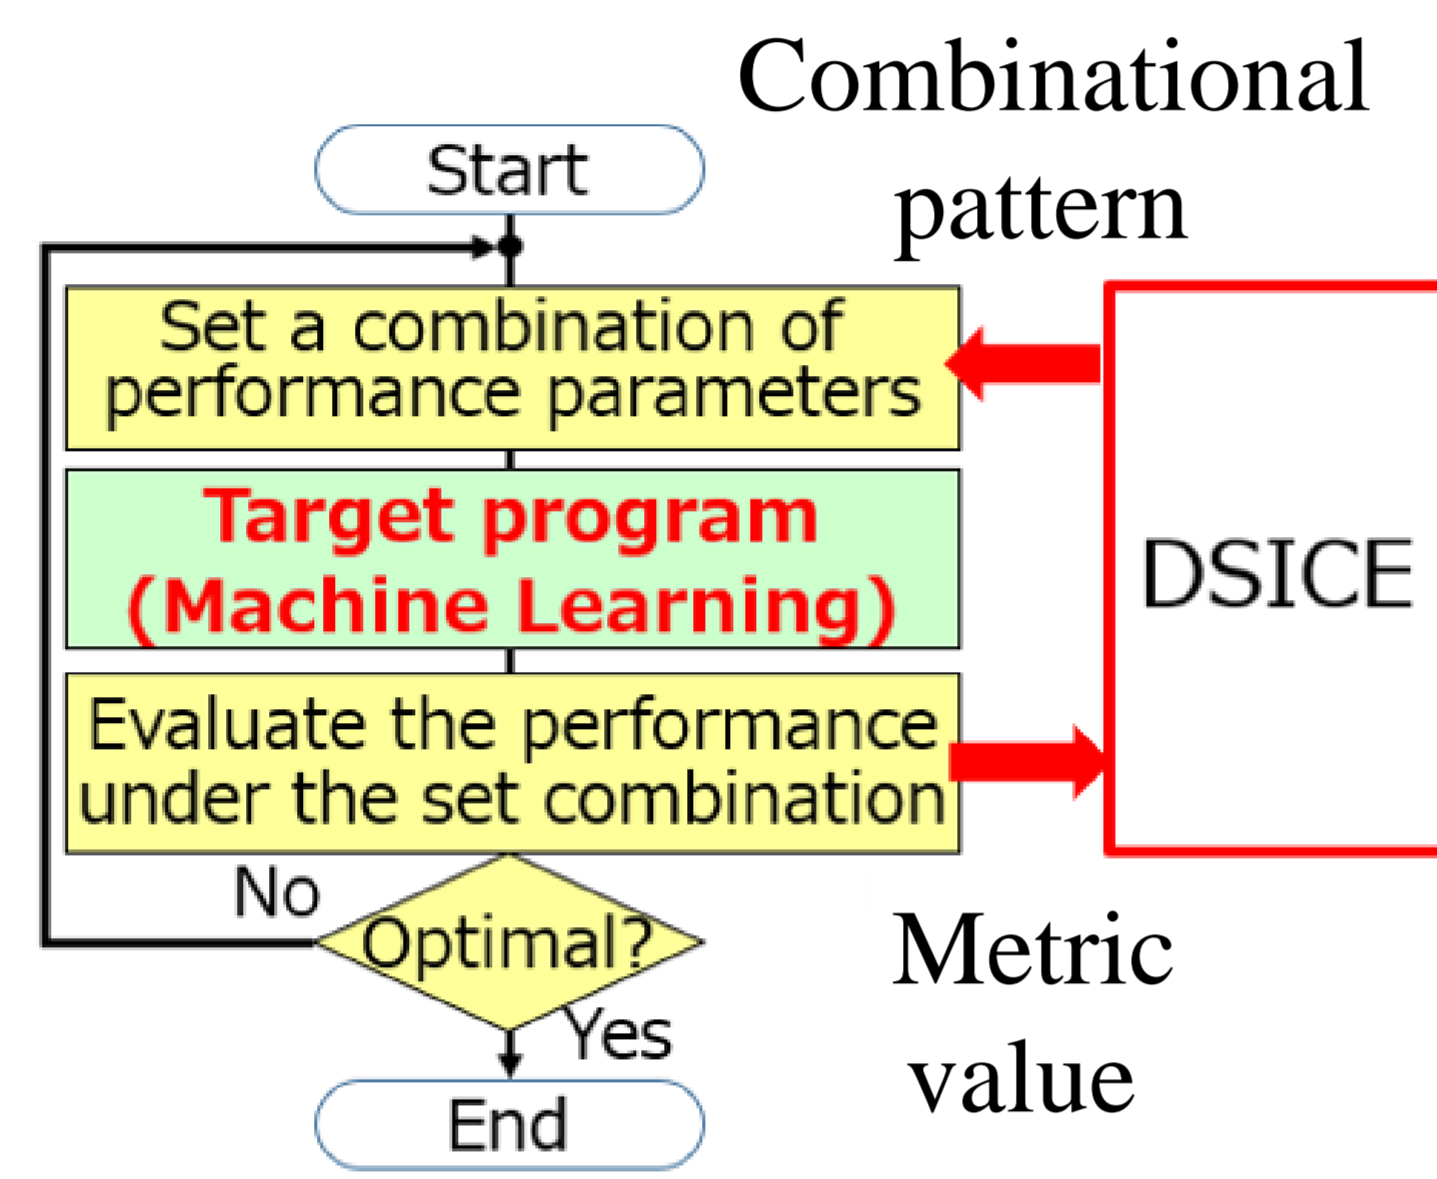 Combinational
pattern
Start
Set a combination of
performance parameters
Target program
(Machine Learning)
DSICE
Evaluate the performance
under the set combination
No
Optimal?
Yes
Metric
value
End